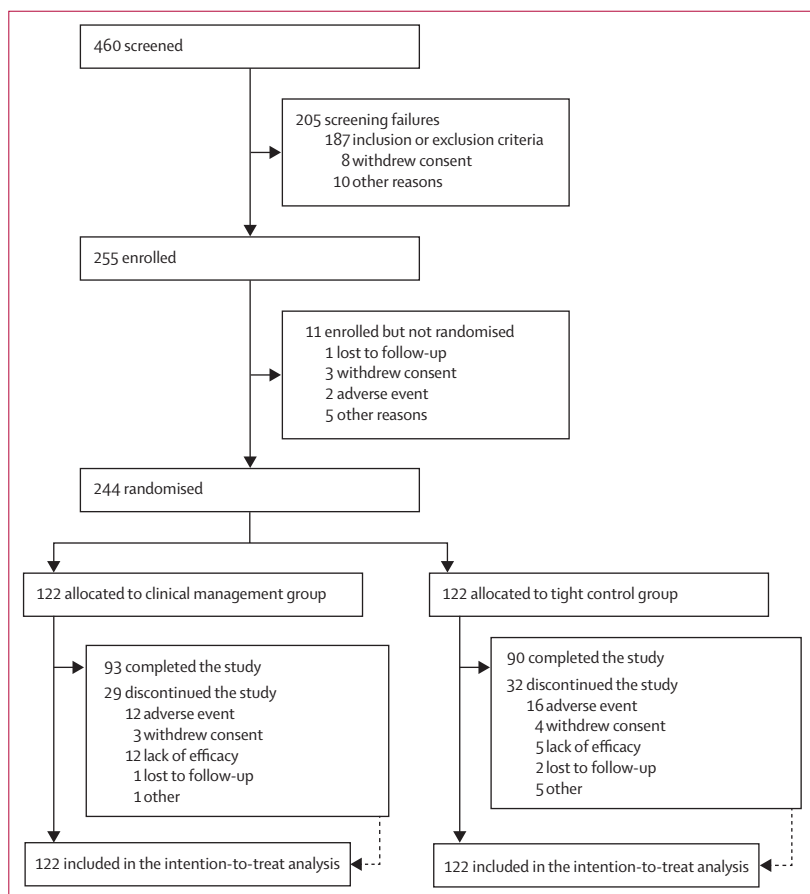 460 screened
205 screening failures
187 inclusion or exclusion criteria
8 withdrew consent
10 other reasons
255 enrolled
11 enrolled but not randomised
1 lost to follow-up
3 withdrew consent
2 adverse event
5 other reasons
244 randomised
122 allocated to clinical management group
122 allocated to tight control group
93 completed the study
29 discontinued the study
12 adverse event
3 withdrew consent
12 lack of efficacy
1 lost to follow-up
1 other
90 completed the study
32 discontinued the study
16 adverse event
4 withdrew consent
5 lack of efficacy
2 lost to follow-up
5 other
122 included in the intention-to-treat analysis
122 included in the intention-to-treat analysis